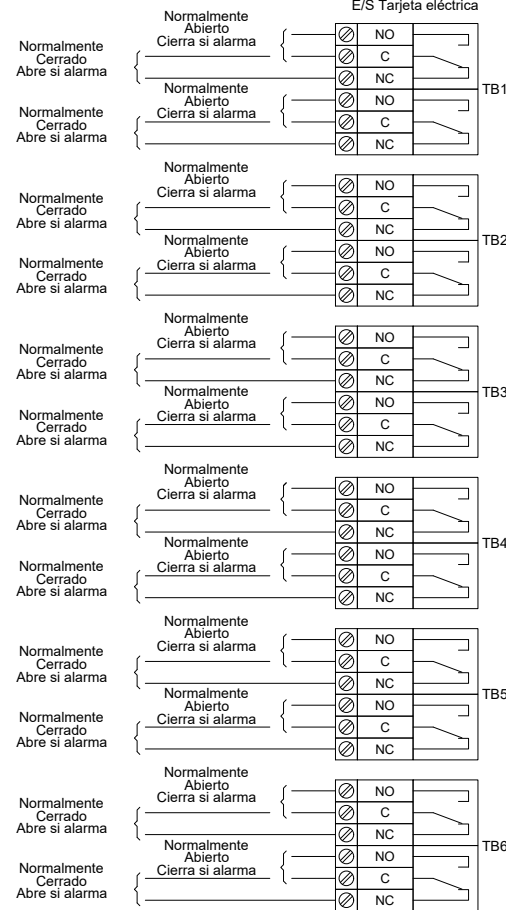 E/S Tarjeta eléctrica
Normalmente
Abierto
Cierra si alarma
Normalmente
Cerrado
Abre si alarma
NO
C
NC
Normalmente
Abierto
Cierra si alarma
Normalmente
Cerrado
Abre si alarma
NO
C
NC
TB1
Normalmente
Abierto
Cierra si alarma
Normalmente
Cerrado
Abre si alarma
NO
C
NC
Normalmente
Abierto
Cierra si alarma
Normalmente
Cerrado
Abre si alarma
NO
C
NC
TB2
Normalmente
Abierto
Cierra si alarma
Normalmente
Cerrado
Abre si alarma
NO
C
NC
Normalmente
Abierto
Cierra si alarma
Normalmente
Cerrado
Abre si alarma
NO
C
NC
TB3
Normalmente
Abierto
Cierra si alarma
Normalmente
Cerrado
Abre si alarma
NO
C
NC
Normalmente
Abierto
Cierra si alarma
Normalmente
Cerrado
Abre si alarma
NO
C
NC
TB4
Normalmente
Abierto
Cierra si alarma
Normalmente
Cerrado
Abre si alarma
NO
C
NC
Normalmente
Abierto
Cierra si alarma
Normalmente
Cerrado
Abre si alarma
NO
C
NC
TB5
Normalmente
Abierto
Cierra si alarma
Normalmente
Cerrado
Abre si alarma
NO
C
NC
Normalmente
Abierto
Cierra si alarma
Normalmente
Cerrado
Abre si alarma
NO
C
NC
TB6